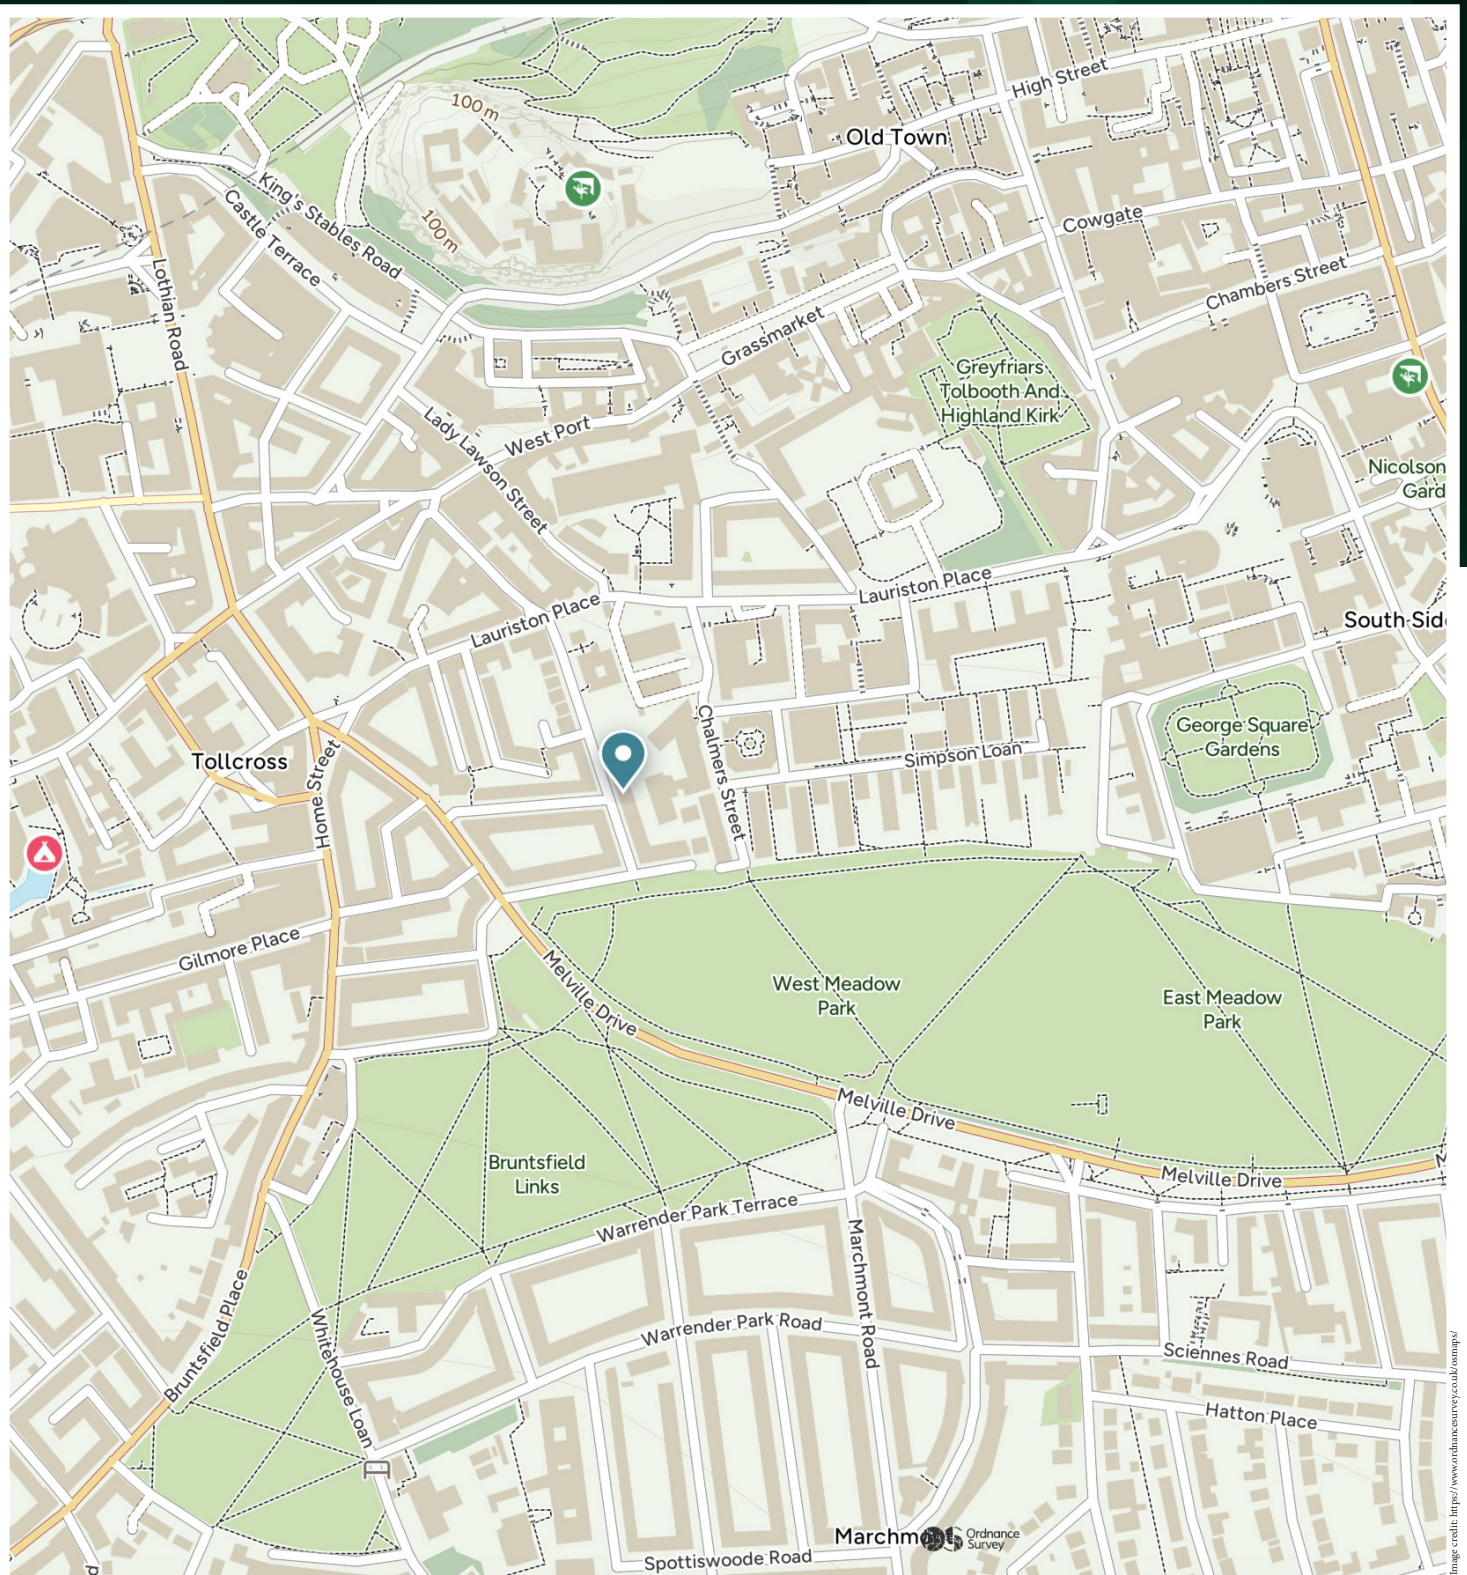 100 m
High Street
Old Town
100 m
King's Stables Road
Castle Terrace
Cowgate
Lothian Road
Chambers Street
Grassmarket
Greyfriars
Tolbooth And
Highland Kirk
Lady Lawson Street
West Port
Nicolson
Gard
Lauriston Place
Lauriston Place
South Sid
Chalmers Street
George Square
Gardens
Simpson Loan
Tollcross
Home Street
Gilmore Place
Melville Drive
West Meadow
Park
East Meadow
Park
Melville Drive
Melville Drive
M
Bruntsfield
Links
Warrender Park Terrace
Marchmont Road
Bruntsfield Place
Whitehouse Loan
Warrender Park Road
Sciennes Road
Hatton Place
Marchm
Ordnance
Survey
Spottiswoode Road
Image credit: https://www.ordnancesurvey.co.uk/osmaps/